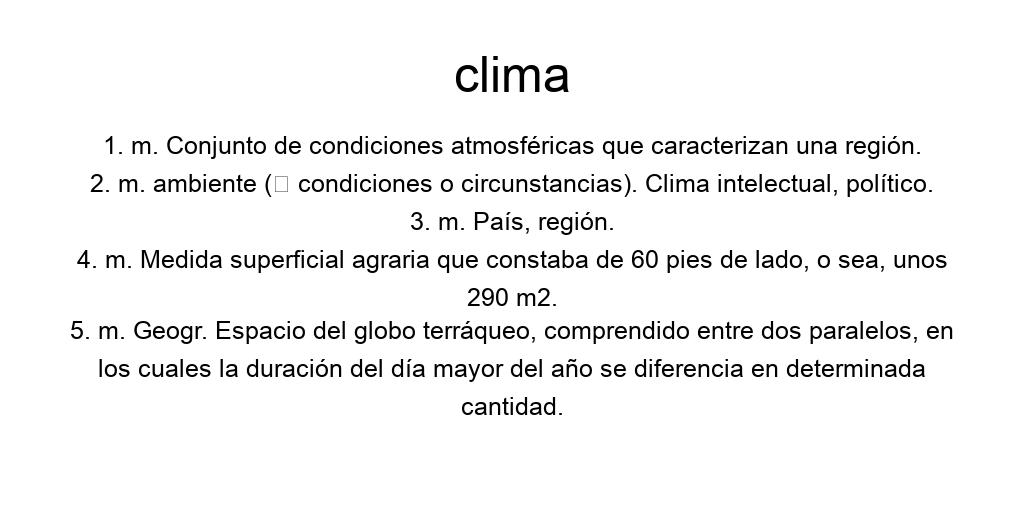 clima
1. m. Conjunto de condiciones atmosféricas que caracterizan una región.
2. m. ambiente (□ condiciones o circunstancias). Clima intelectual, político.
3. m. País, región.
4. m. Medida superficial agraria que constaba de 60 pies de lado, o sea, unos
290 m2.
5. m. Geogr. Espacio del globo terráqueo, comprendido entre dos paralelos, en
los cuales la duración del día mayor del año se diferencia en determinada
cantidad.